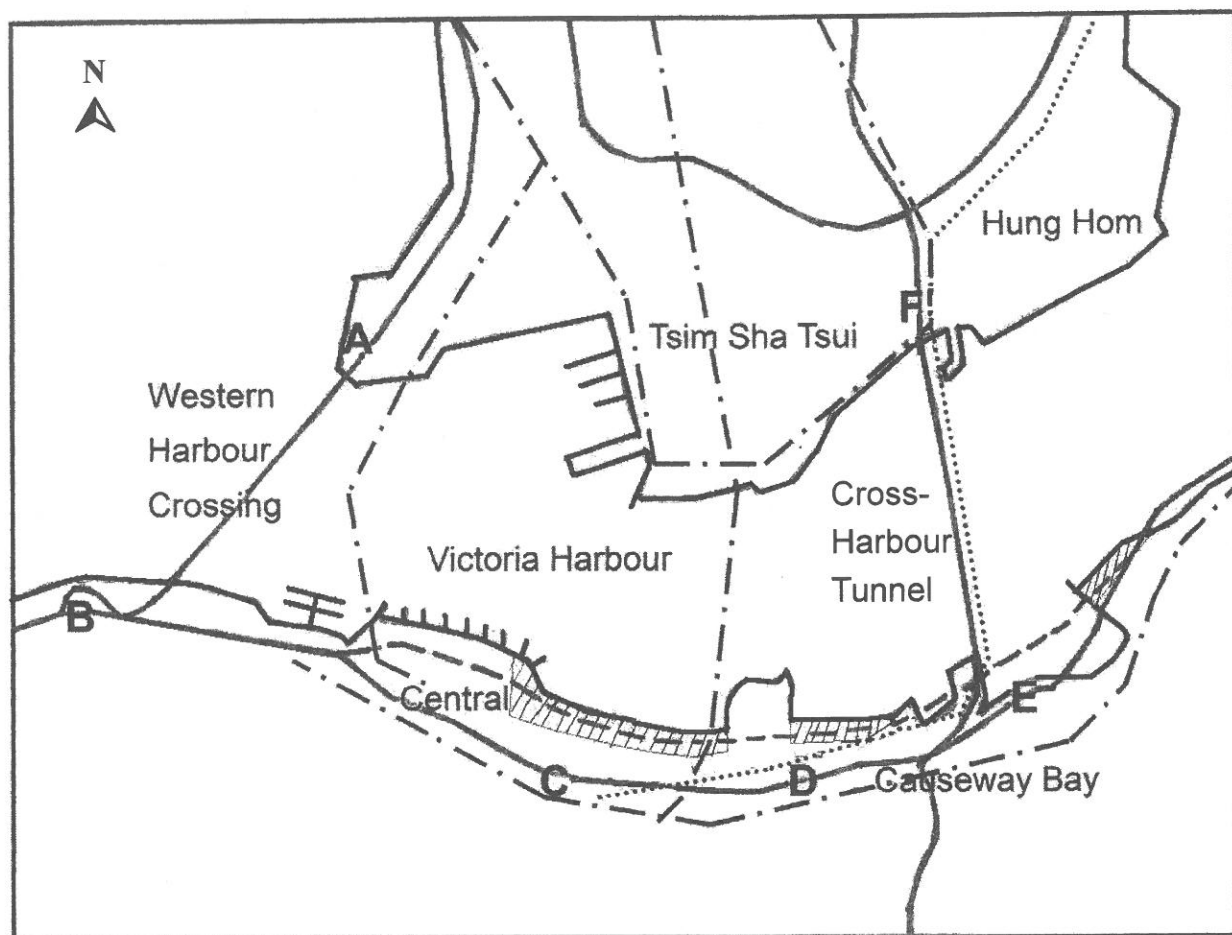 N
Hung Hom
F
Tsim Sha Tsui
A
Western
Harbour
Crossing
Cross-
Harbour
Tunnel
Victoria Harbour
B
Central
E
C
D
Causeway Bay